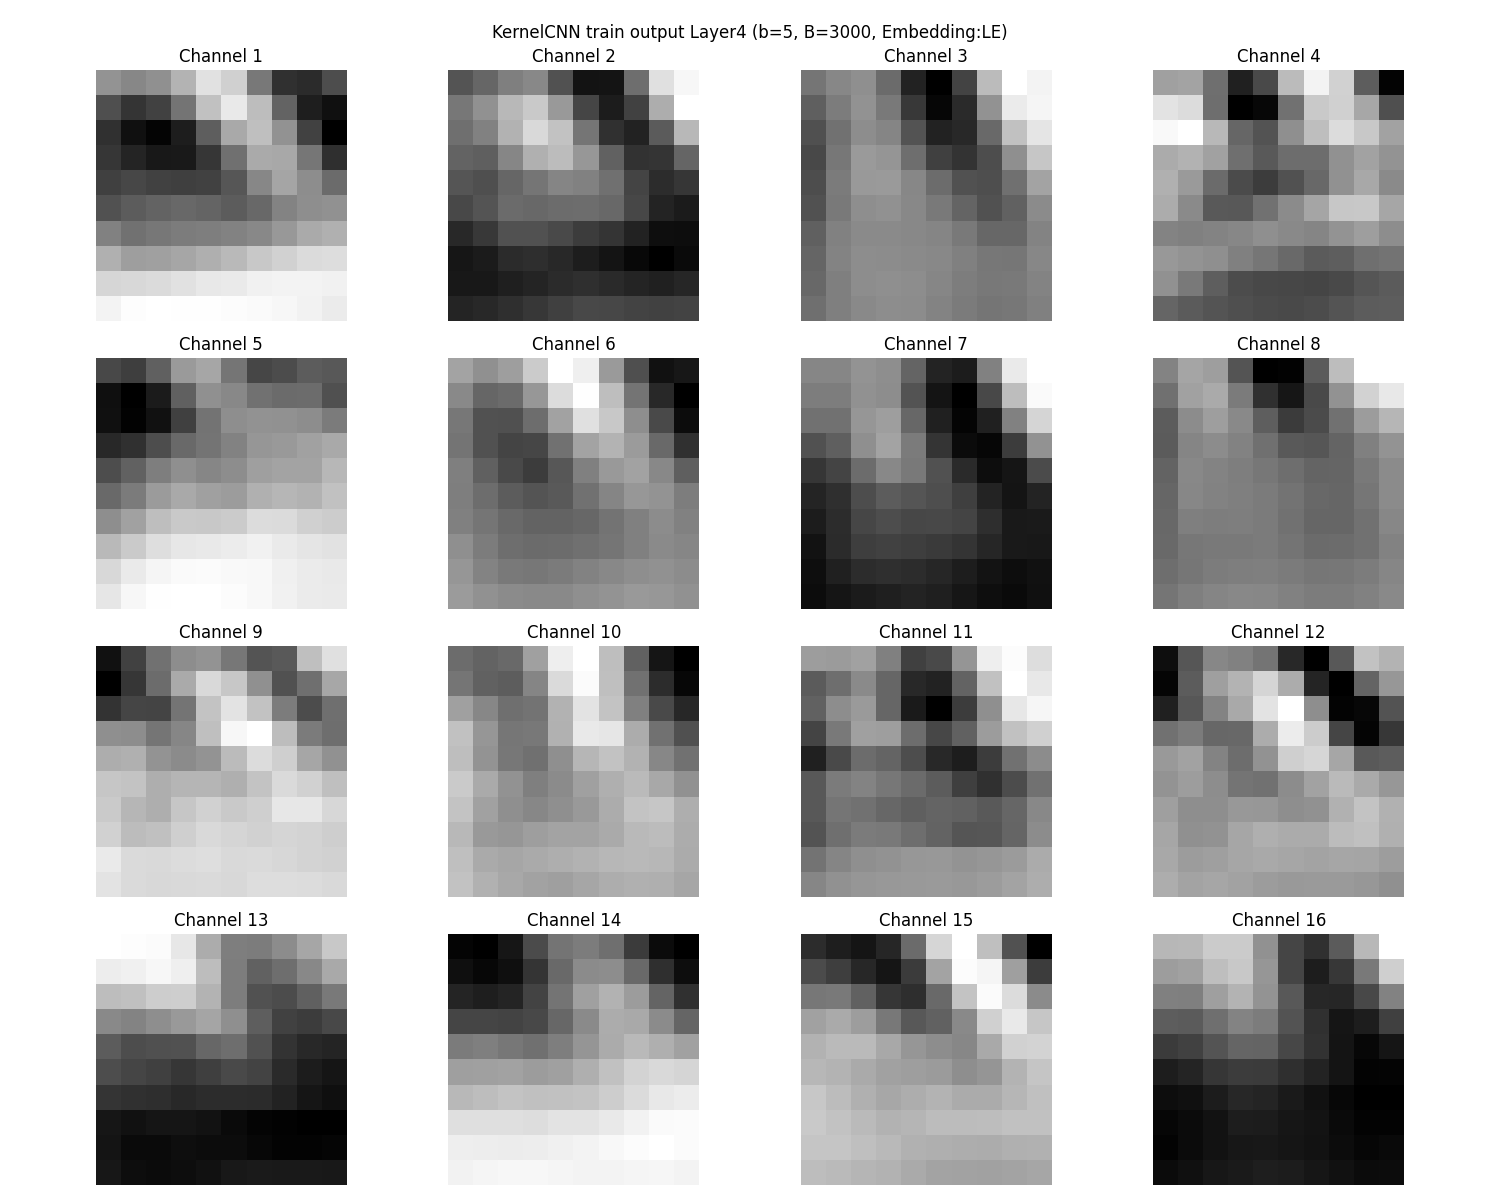 KernelCNN train output Layer4 (b=5, B=3000, Embedding:LE)
Channel 1
Channel 2
Channel 3
Channel 4
Channel 5
Channel 6
Channel 7
Channel 8
Channel 9
Channel 10
Channel 11
Channel 12
Channel 13
Channel 14
Channel 15
Channel 16